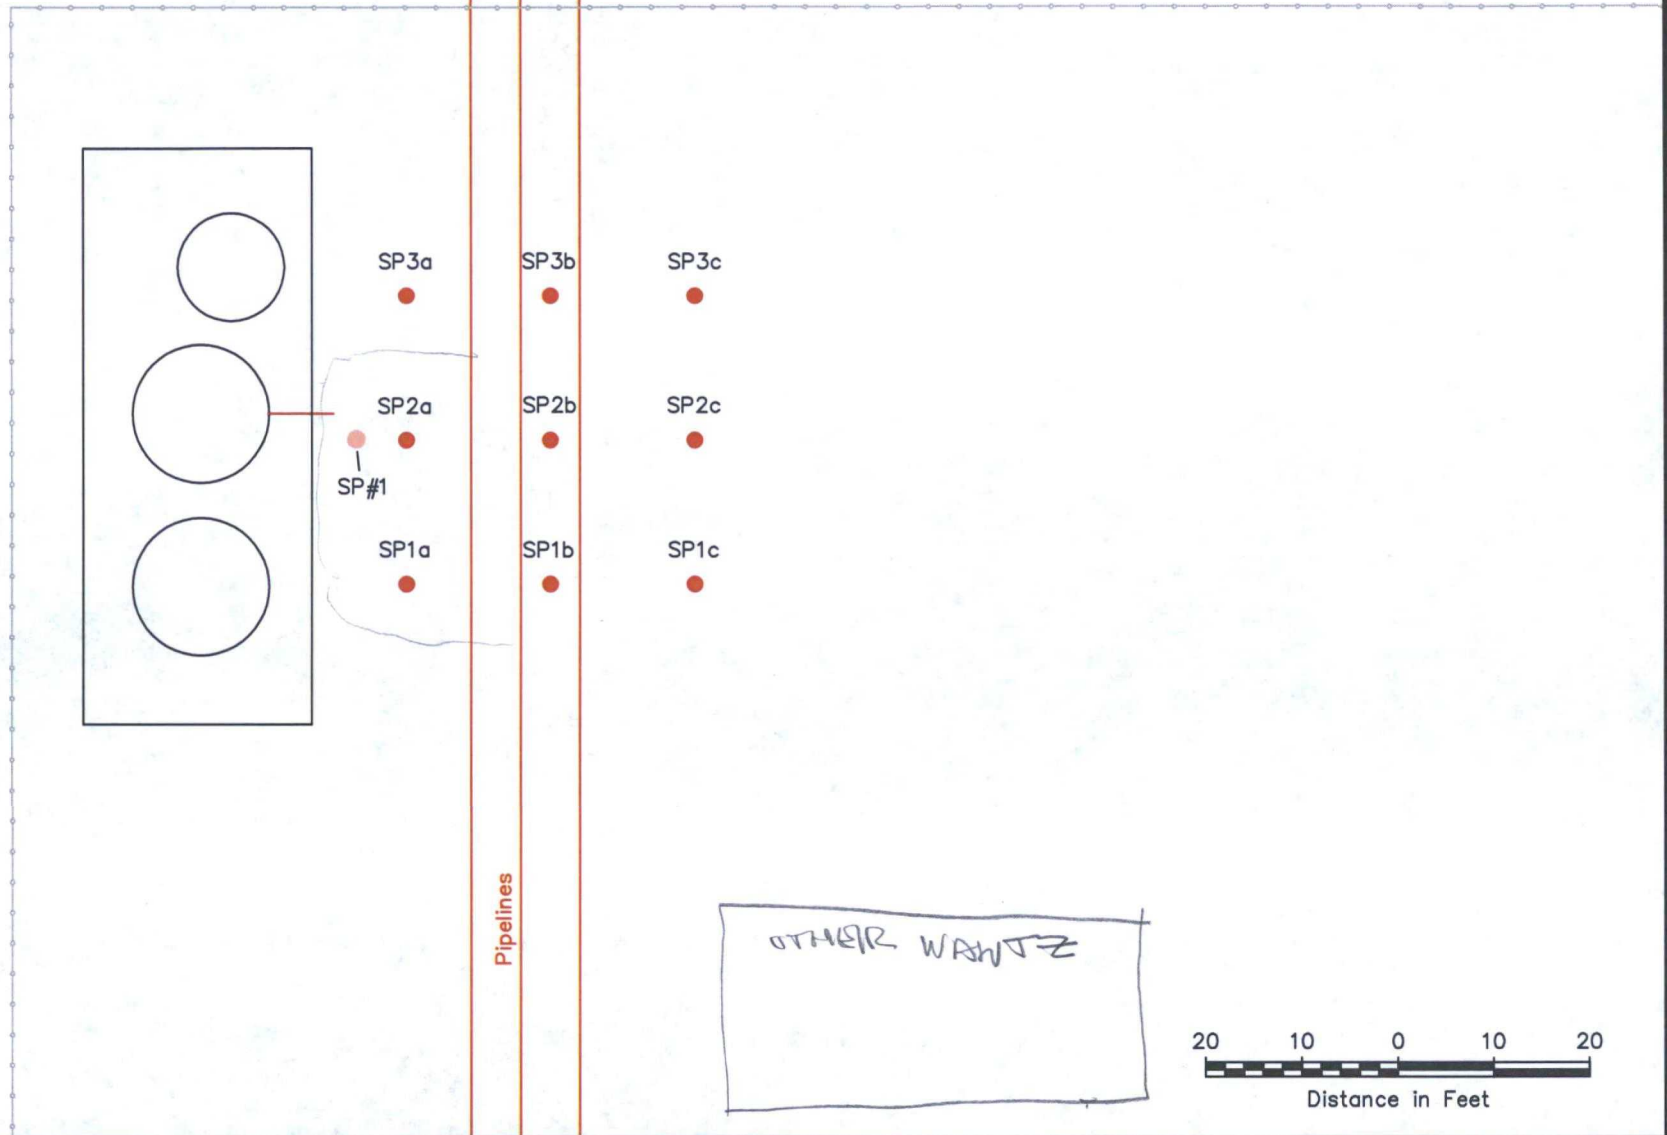 SP3a SP3b SP3c
SP2a SP2b SP2c
SP#1
SP1a SP1b SP1c
Pipelines
OTHER WANTZ
20 10 0 10 20
Distance in Feet